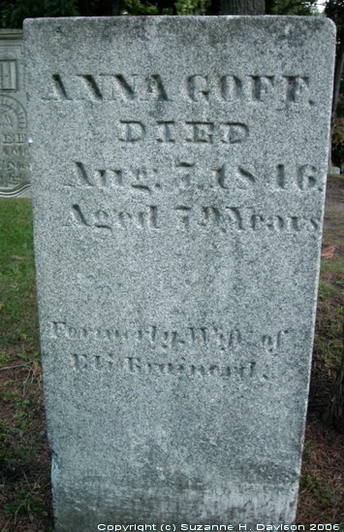 ANNA GOFF.
DIED
Aug. 7, 1846.
Aged 79 Years
Formerly Wife of
Eli Brainerd.
Copyright (c) Suzanne H. Davison 2006